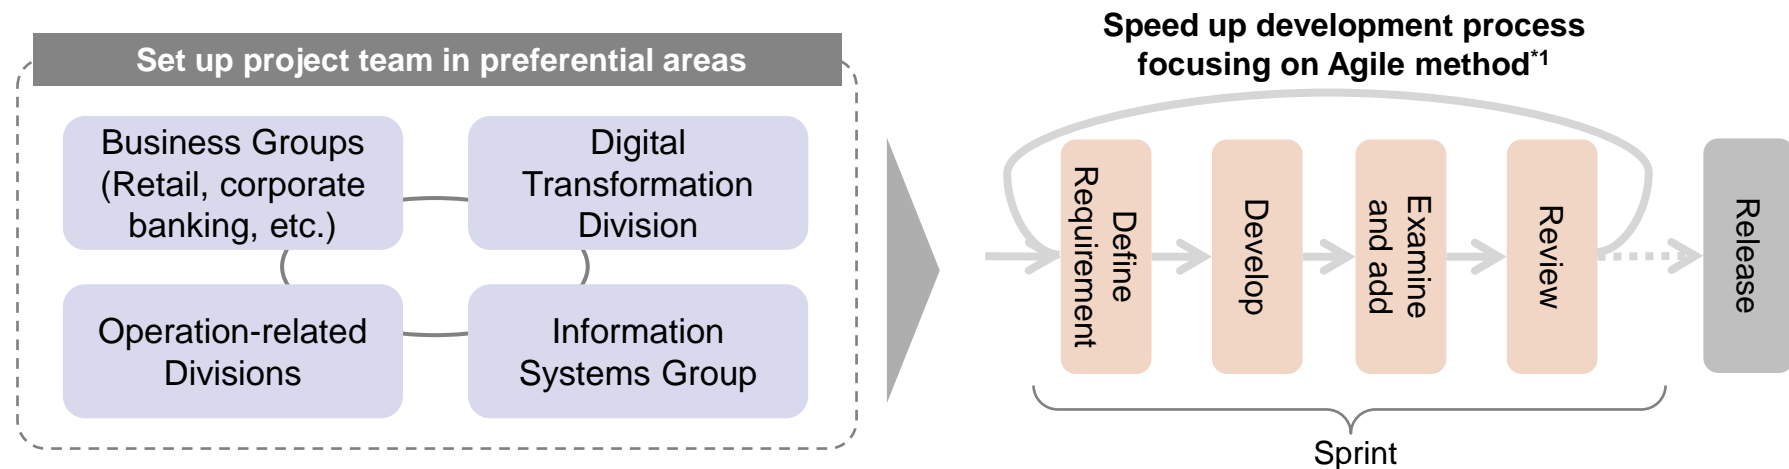 Set up project team in preferential areas
Business Groups
(Retail, corporate
banking, etc.)
Digital
Transformation
Division
Operation-related
Divisions
Information
Systems Group
Speed up development process
focusing on Agile method*1
Define
Requirement
Develop
Examine
and add
Review
Release
Sprint